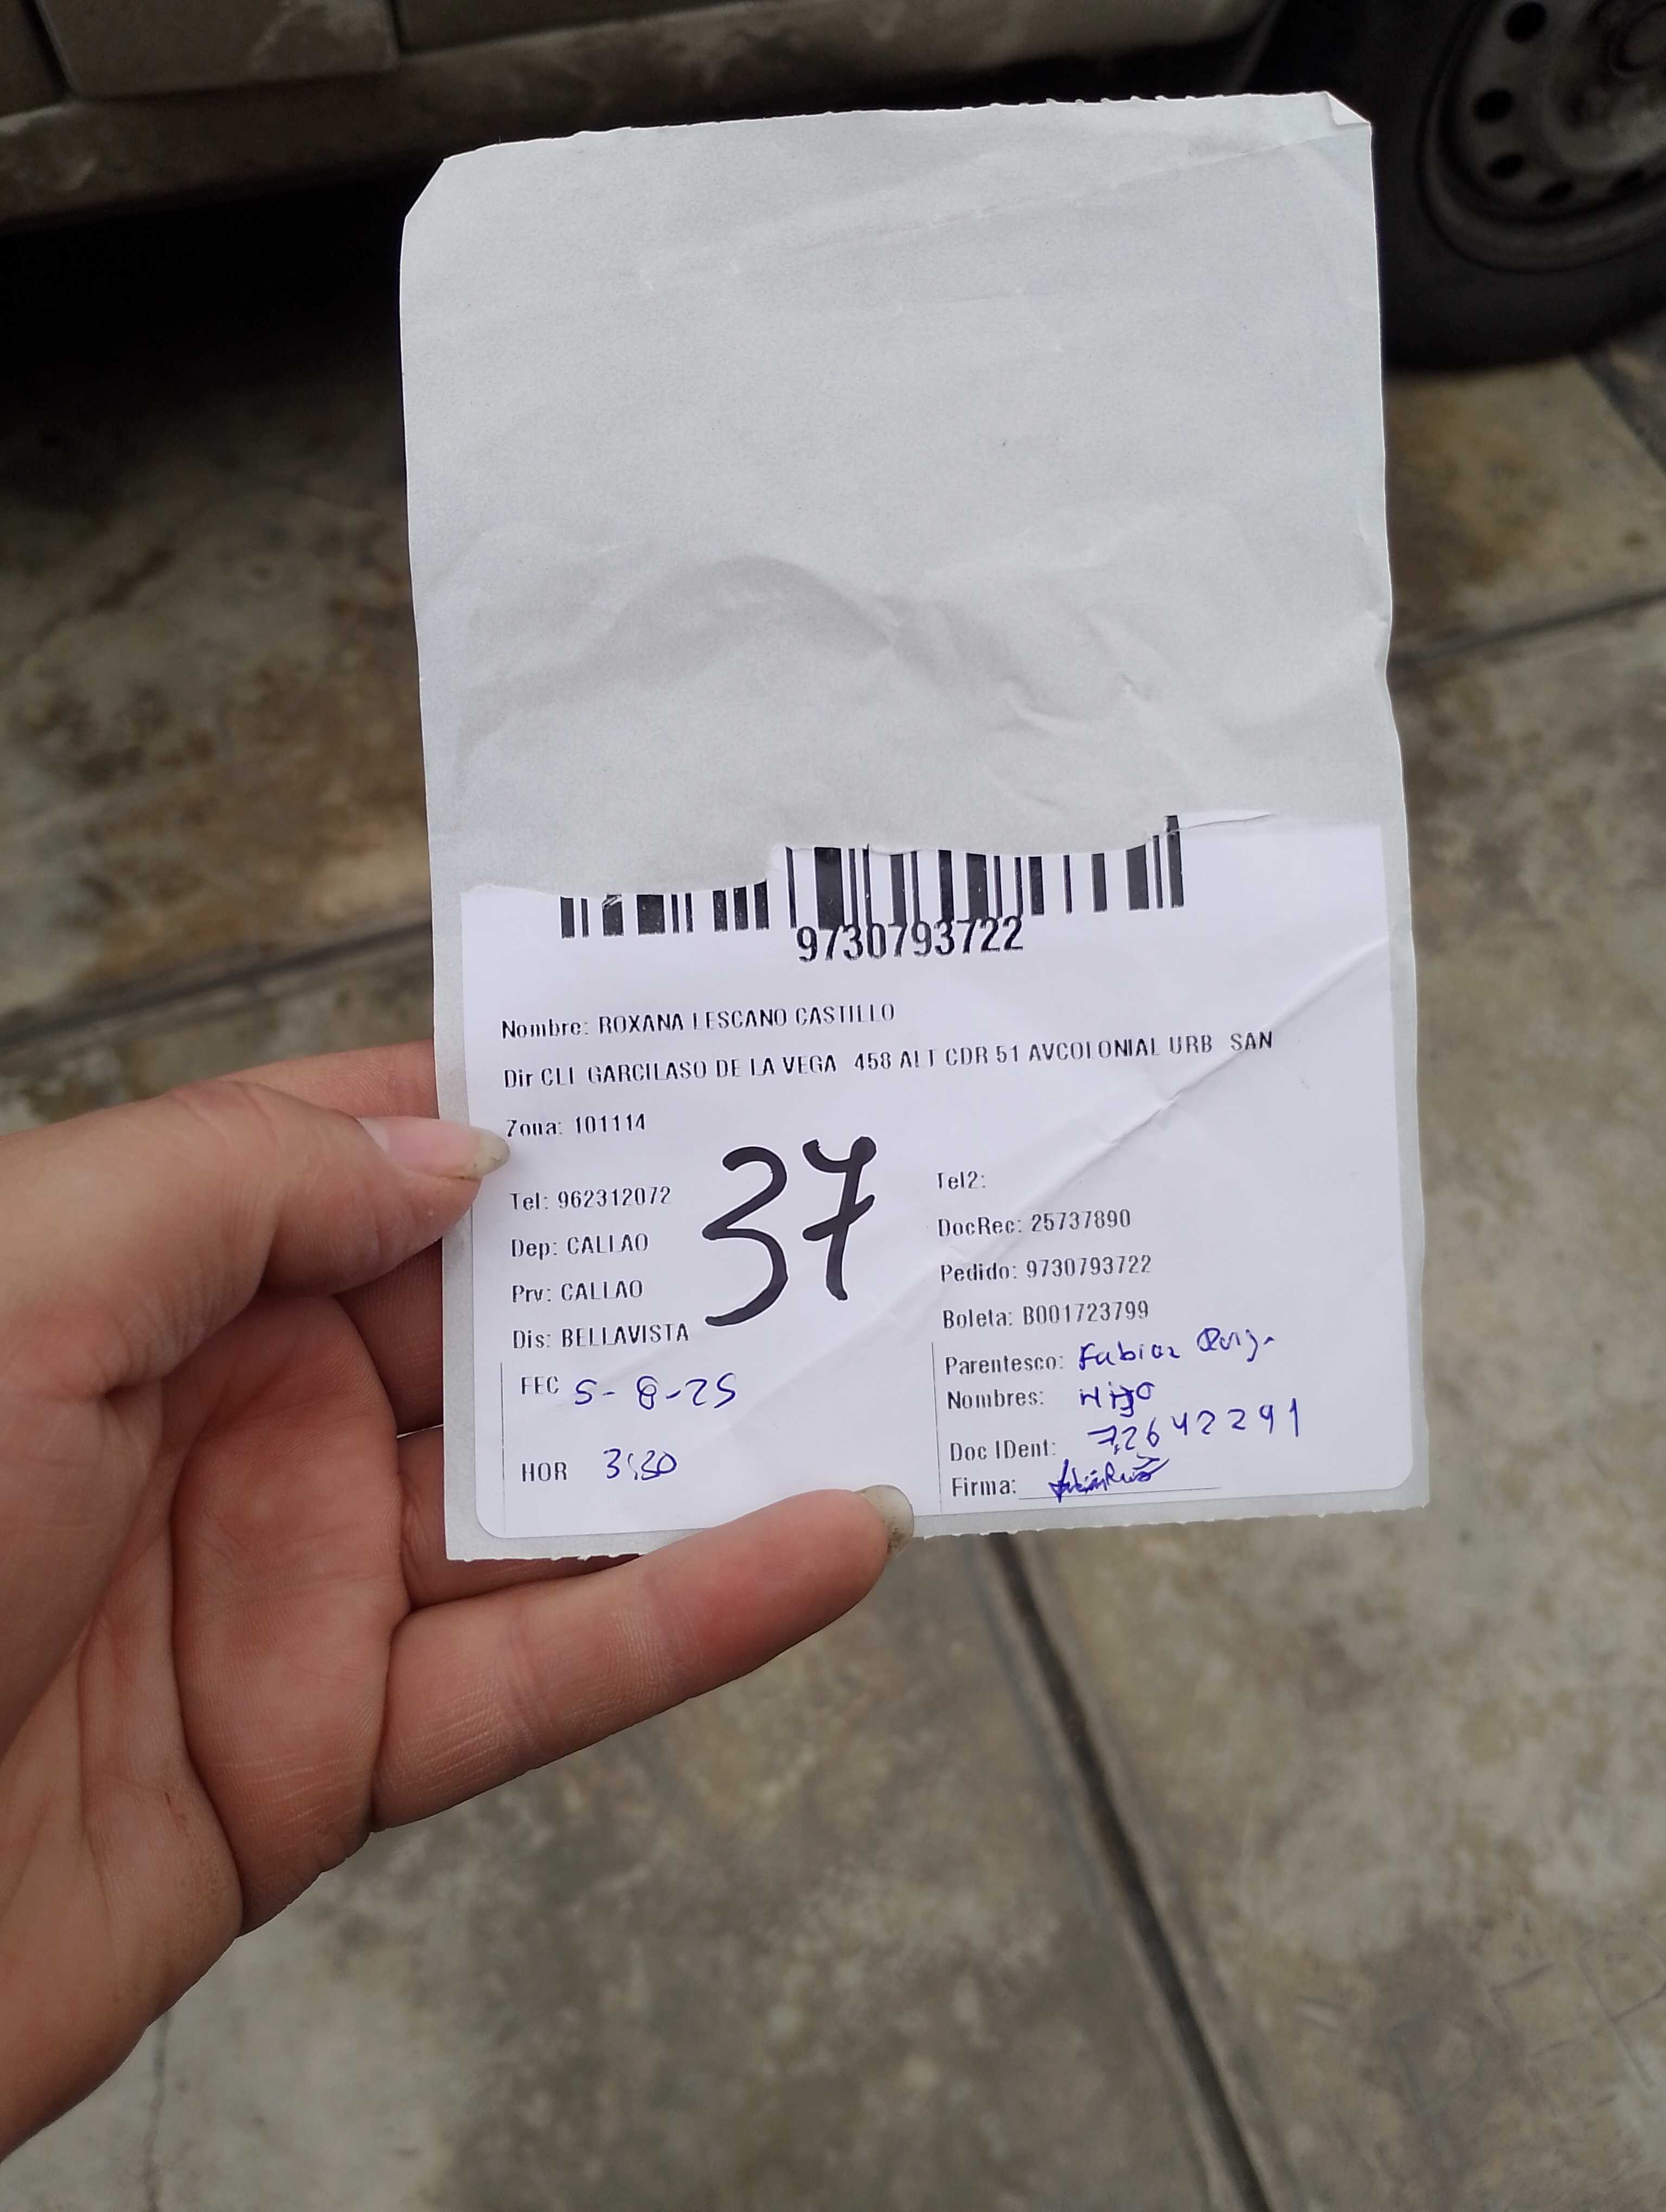 9730793722
Nombre: ROXANA LESCANO CASTILLO
Dir CLL GARCILASO DE LA VEGA 458 ALT CDR 51 AVCOLONIAL URB SAN
Zona: 101114
37
Tel: 962312072
Tel2:
Dep: CALLAO
DocRec: 25737890
Prv: CALLAO
Pedido: 9730793722
Dis: BELLAVISTA
Boleta: B001723799
FEC 5-8-25
Parentesco: Fabian
Nombres: Hijo
HOR 3:30
Doc IDent: 72642291
Firma: